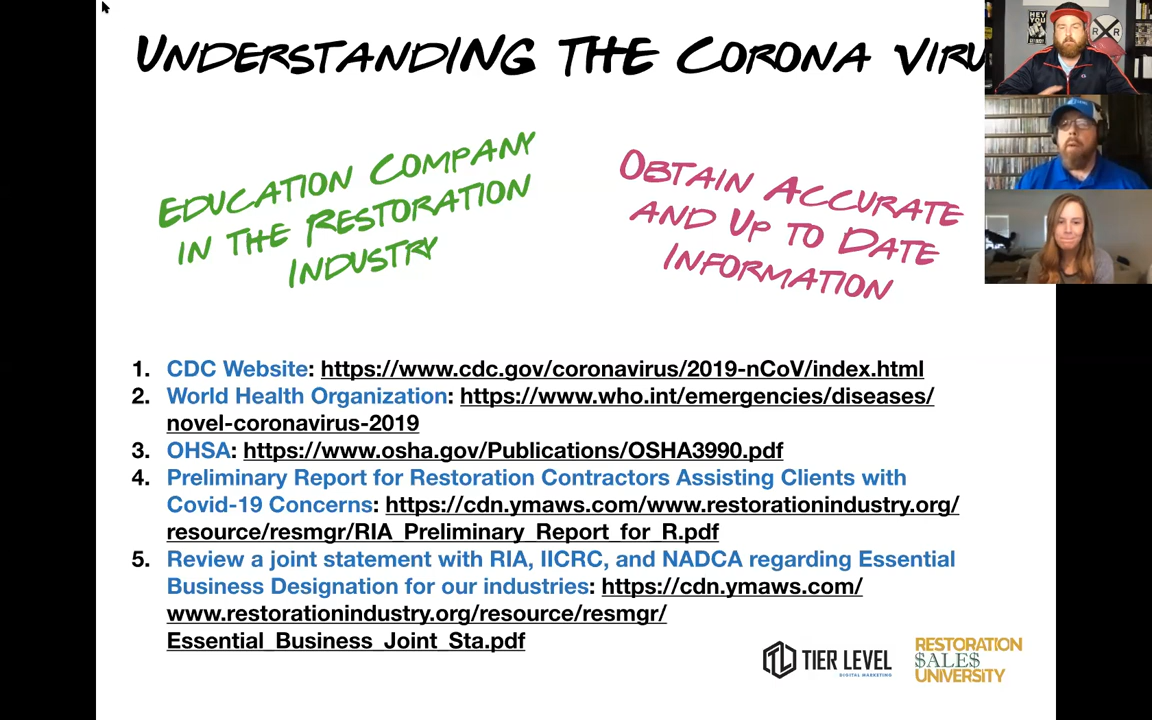 UNDERSTANDING THE CORONA VIRU
EDUCATION COMPANY
IN THE RESTORATION
INDUSTRY
OBTAIN ACCURATE
AND UP TO DATE
INFORMATION
1. CDC Website: https://www.cdc.gov/coronavirus/2019-nCoV/index.html
2. World Health Organization: https://www.who.int/emergencies/diseases/
novel-coronavirus-2019
3. OHSA: https://www.osha.gov/Publications/OSHA3990.pdf
4. Preliminary Report for Restoration Contractors Assisting Clients with
Covid-19 Concerns: https://cdn.ymaws.com/www.restorationindustry.org/
resource/resmgr/RIA_Preliminary_Report_for_R.pdf
5. Review a joint statement with RIA, IICRC, and NADCA regarding Essential
Business Designation for our industries: https://cdn.ymaws.com/
www.restorationindustry.org/resource/resmgr/
Essential_Business_Joint_Sta.pdf
TIER LEVEL
DIGITAL MARKETING
RESTORATION
$ALE$
UNIVERSITY
HEY
YOU
R R